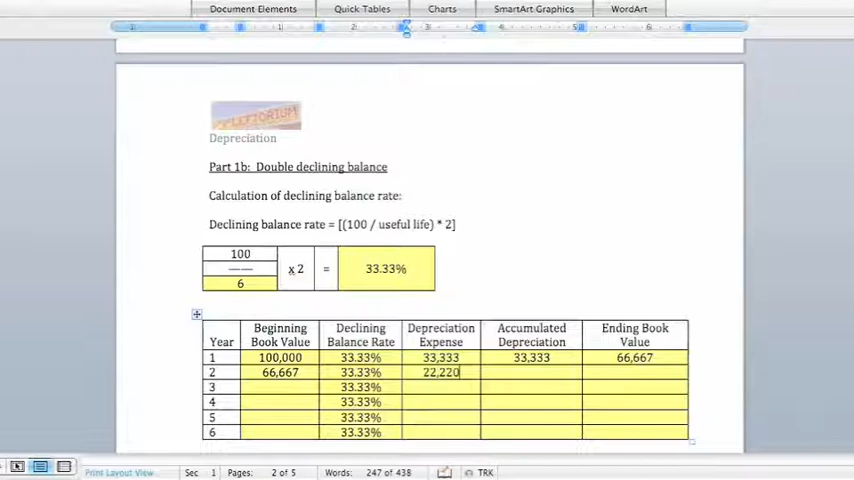 Document Elements Quick Tables Charts SmartArt Graphics WordArt
Depreciation
Part 1b: Double declining balance
Calculation of declining balance rate:
Declining balance rate = [(100 / useful life) * 2]
100
——
6
x 2 = 33.33%
Year Beginning Book Value Declining Balance Rate Depreciation Expense Accumulated Depreciation Ending Book Value
1 100,000 33.33% 33,333 33,333 66,667
2 66,667 33.33% 22,220
3 33.33%
4 33.33%
5 33.33%
6 33.33%
Print Layout View Sec 1 Pages: 2 of 5 Words: 247 of 438 TRK